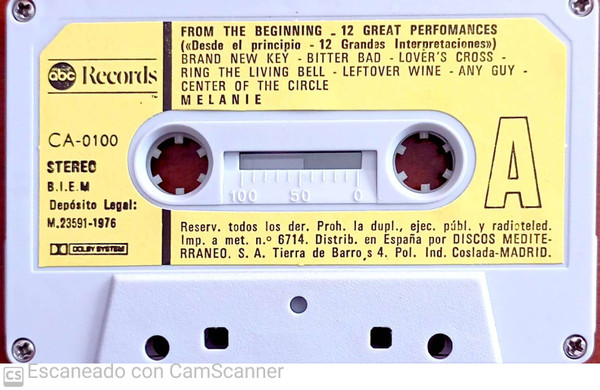 FROM THE BEGINNING - 12 GREAT PERFOMANCES
(«Desde el principio - 12 Grandes Interpretaciones»)
BRAND NEW KEY - BITTER BAD - LOVER'S CROSS -
RING THE LIVING BELL - LEFTOVER WINE - ANY GUY -
CENTER OF THE CIRCLE
MELANIE
abc Records
TM
CA-0100
STEREO
B.I.E.M
Depósito Legal:
M.23591-1976
DOLBY SYSTEM
100 50 0
A
Reserv. todos los der. Proh. la dupl., ejec. públ. y radioteled.
Imp. a met. n.º 6714. Distrib. en España por DISCOS MEDITE-
RRANEO. S. A. Tierra de Barros 4. Pol. Ind. Coslada-MADRID.
CS Escaneado con CamScanner